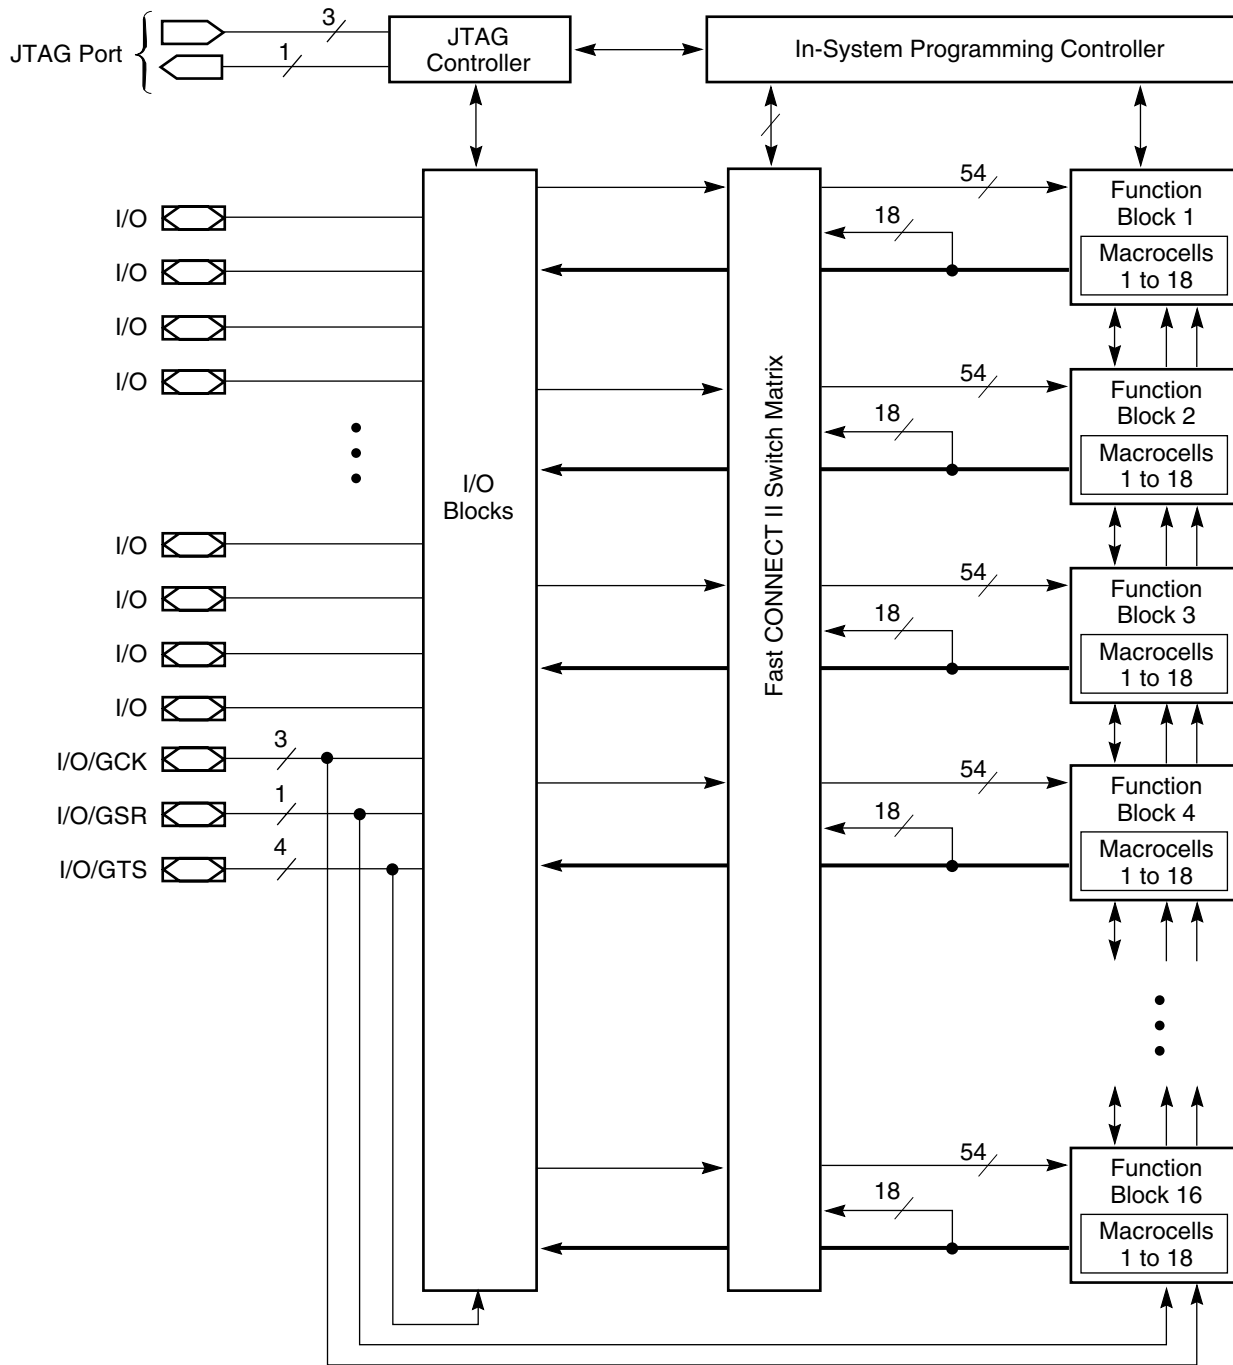 JTAG Port
3
1
JTAG
Controller
In-System Programming Controller
I/O
I/O
I/O
I/O
I/O
I/O
I/O
I/O
I/O/GCK
3
I/O/GSR
1
I/O/GTS
4
I/O
Blocks
Fast CONNECT II Switch Matrix
54
18
Function
Block 1
Macrocells
1 to 18
54
18
Function
Block 2
Macrocells
1 to 18
54
18
Function
Block 3
Macrocells
1 to 18
54
18
Function
Block 4
Macrocells
1 to 18
54
18
Function
Block 16
Macrocells
1 to 18